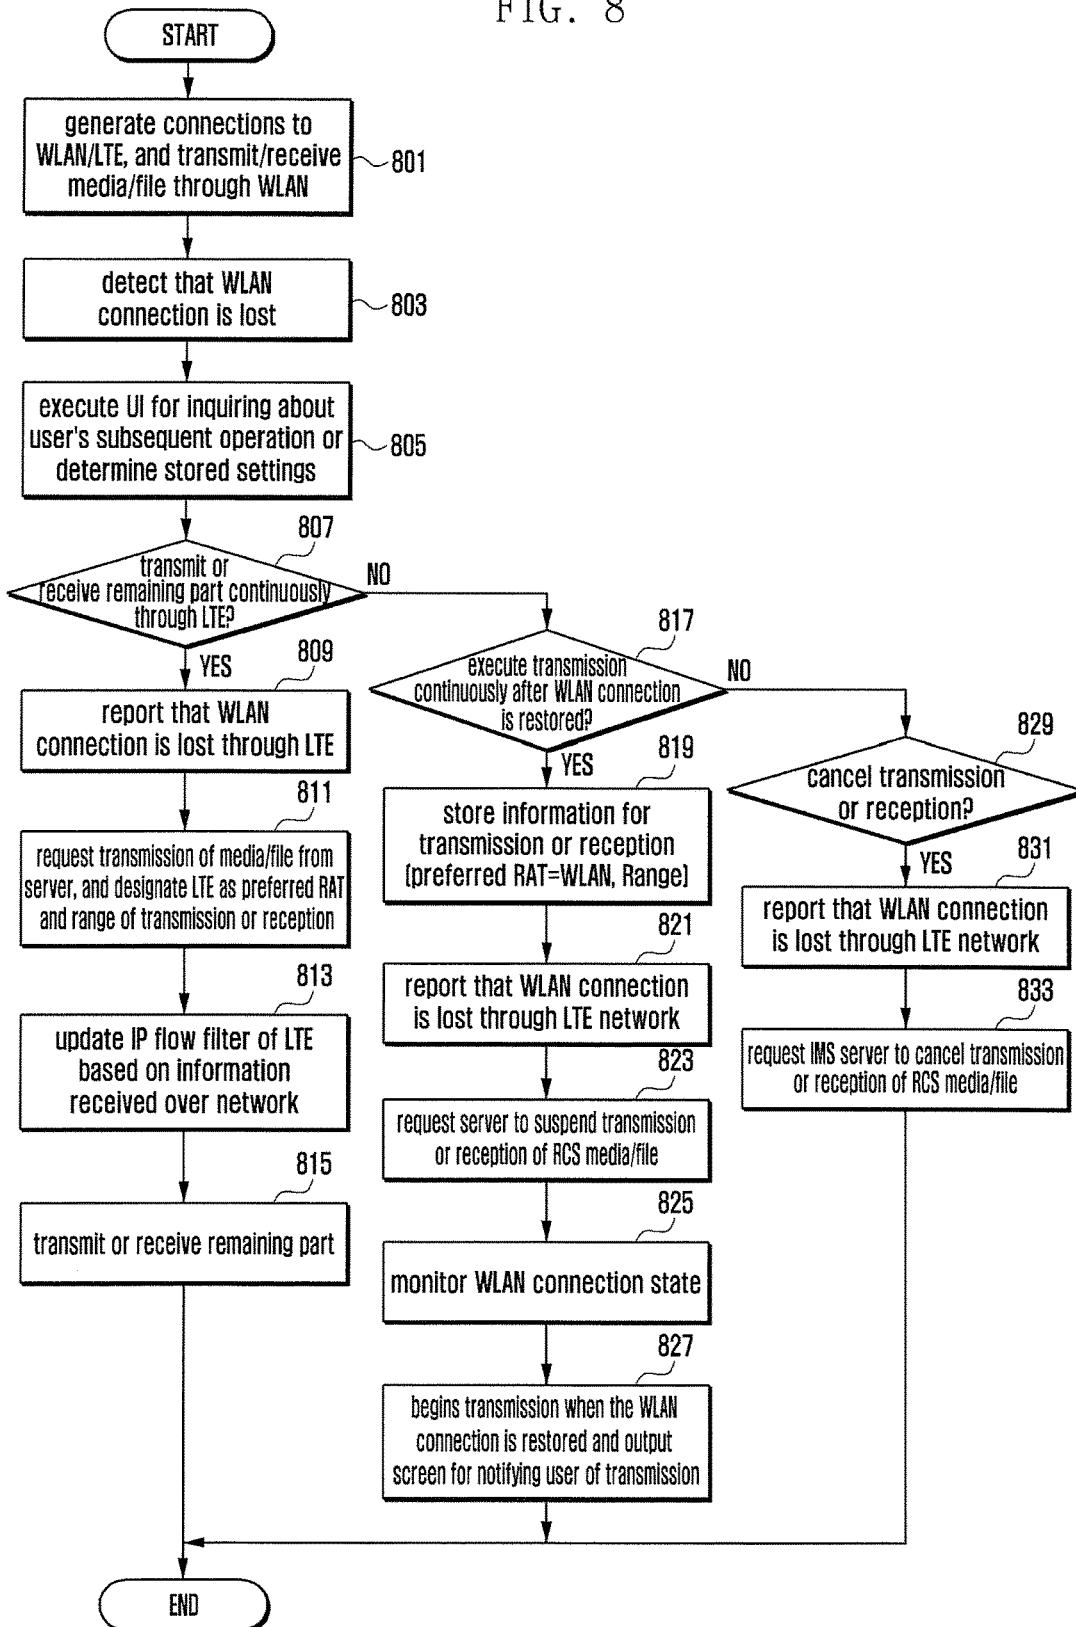 FIG. 8
START
generate connections to
WLAN/LTE, and transmit/receive
media/file through WLAN
801
detect that WLAN
connection is lost
803
execute UI for inquiring about
user's subsequent operation or
determine stored settings
805
807
transmit or
receive remaining part continuously
through LTE?
NO
YES
809
report that WLAN
connection is lost through LTE
811
request transmission of media/file from
server, and designate LTE as preferred RAT
and range of transmission or reception
813
update IP flow filter of LTE
based on information
received over network
815
transmit or receive remaining part
817
execute transmission
continuously after WLAN connection
is restored?
NO
YES
819
store information for
transmission or reception
(preferred RAT=WLAN, Range)
821
report that WLAN connection
is lost through LTE network
823
request server to suspend transmission
or reception of RCS media/file
825
monitor WLAN connection state
827
begins transmission when the WLAN
connection is restored and output
screen for notifying user of transmission
829
cancel transmission
or reception?
YES
831
report that WLAN connection
is lost through LTE network
833
request IMS server to cancel transmission
or reception of RCS media/file
END